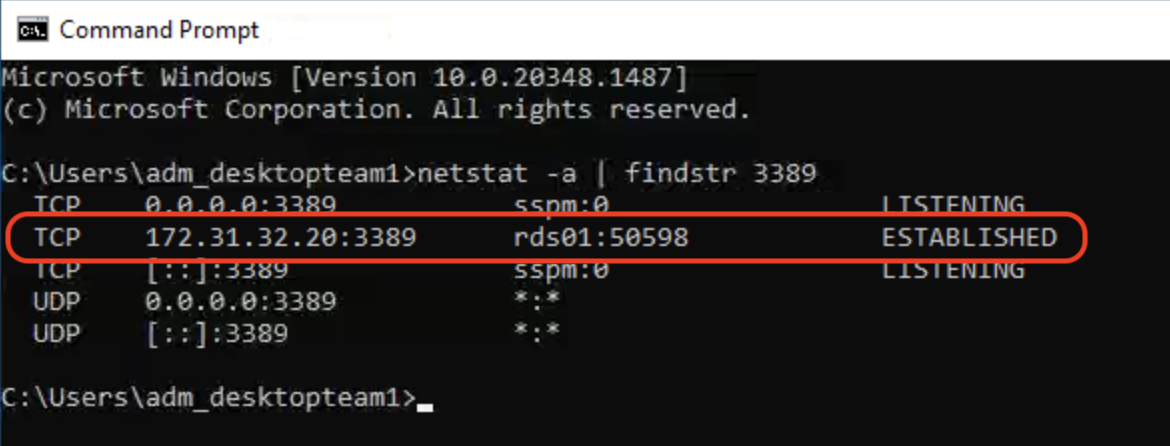 Command Prompt
Microsoft Windows [Version 10.0.20348.1487]
(c) Microsoft Corporation. All rights reserved.
C:\Users\adm_desktopteam1>netstat -a | findstr 3389
TCP 0.0.0.0:3389 sspm:0 LISTENING
TCP 172.31.32.20:3389 rds01:50598 ESTABLISHED
TCP [::]:3389 sspm:0 LISTENING
UDP 0.0.0.0:3389 *:*
UDP [::]:3389 *:*
C:\Users\adm_desktopteam1>